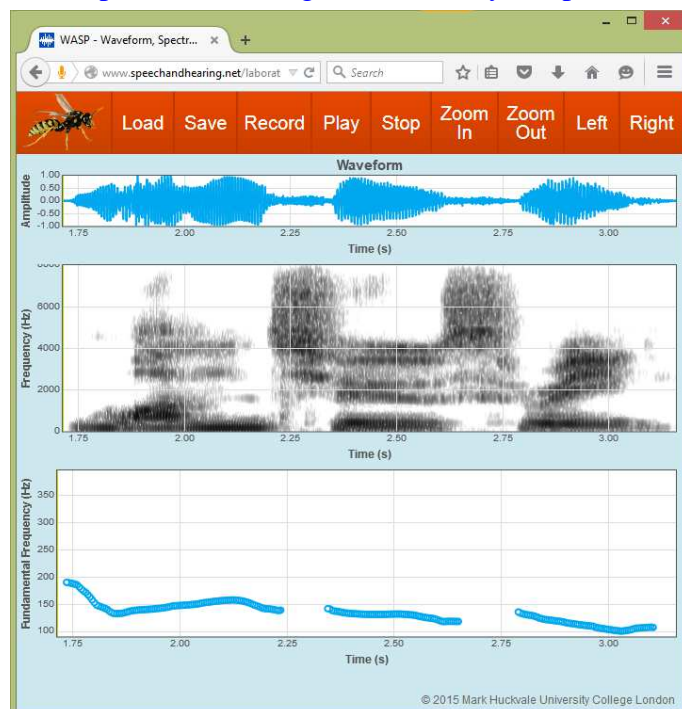 WASP - Waveform, Spectr... × +
www.speechandhearing.net/laborat Search
Load Save Record Play Stop Zoom In Zoom Out Left Right
Waveform
Amplitude
1.00
0.50
0.00
-0.50
-1.00
1.75 2.00 2.25 2.50 2.75 3.00
Time (s)
Frequency (Hz)
8000
6000
4000
2000
0
1.75 2.00 2.25 2.50 2.75 3.00
Time (s)
Fundamental Frequency (Hz)
350
300
250
200
150
100
1.75 2.00 2.25 2.50 2.75 3.00
Time (s)
© 2015 Mark Huckvale University College London